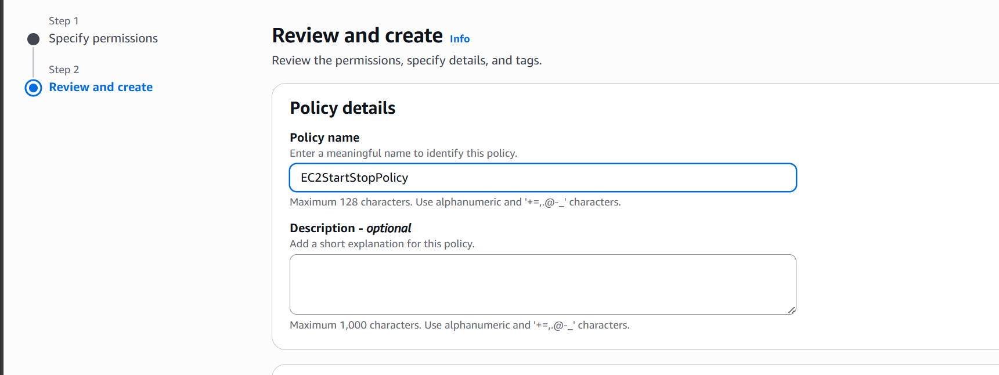 Step 1
Specify permissions
Step 2
Review and create
Review and create Info
Review the permissions, specify details, and tags.
Policy details
Policy name
Enter a meaningful name to identify this policy.
EC2StartStopPolicy
Maximum 128 characters. Use alphanumeric and '+=,.@-_' characters.
Description - optional
Add a short explanation for this policy.
Maximum 1,000 characters. Use alphanumeric and '+=,.@-_' characters.